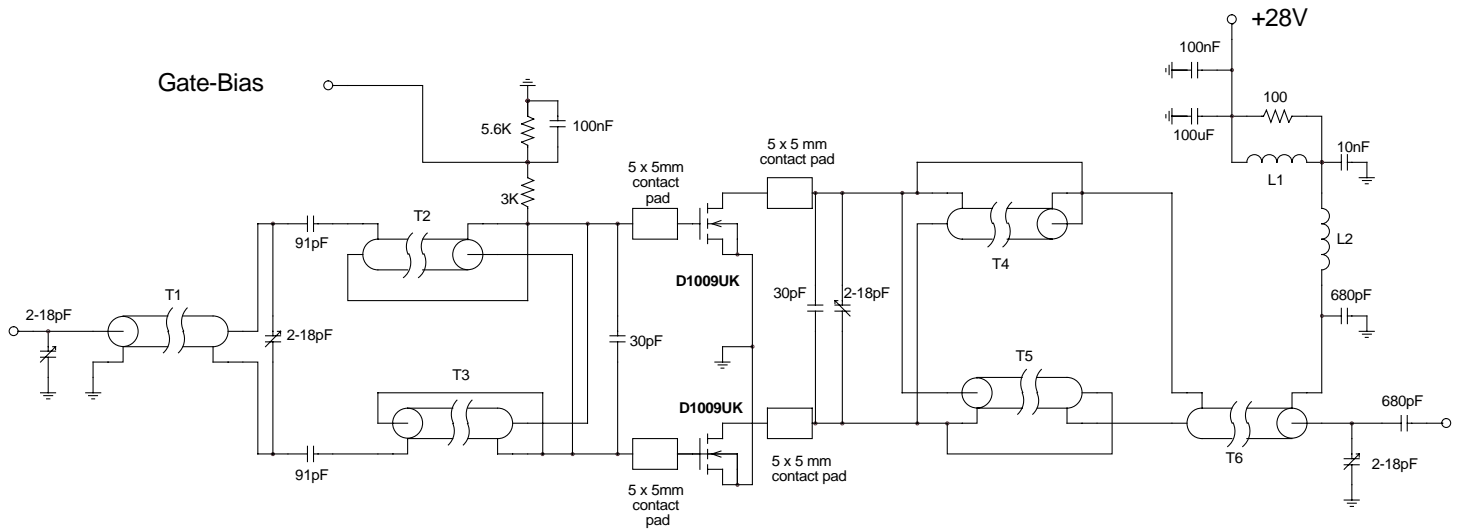 +28V
100nF
Gate-Bias
100
5.6K
100nF
100uF
10nF
5 x 5 mm
contact pad
5 x 5mm
contact
pad
L1
3K
T2
91pF
L2
T4
D1009UK
T1
2-18pF
30pF
2-18pF
680pF
2-18pF
30pF
T3
T5
D1009UK
680pF
91pF
T6
2-18pF
5 x 5 mm
contact pad
5 x 5mm
contact
pad